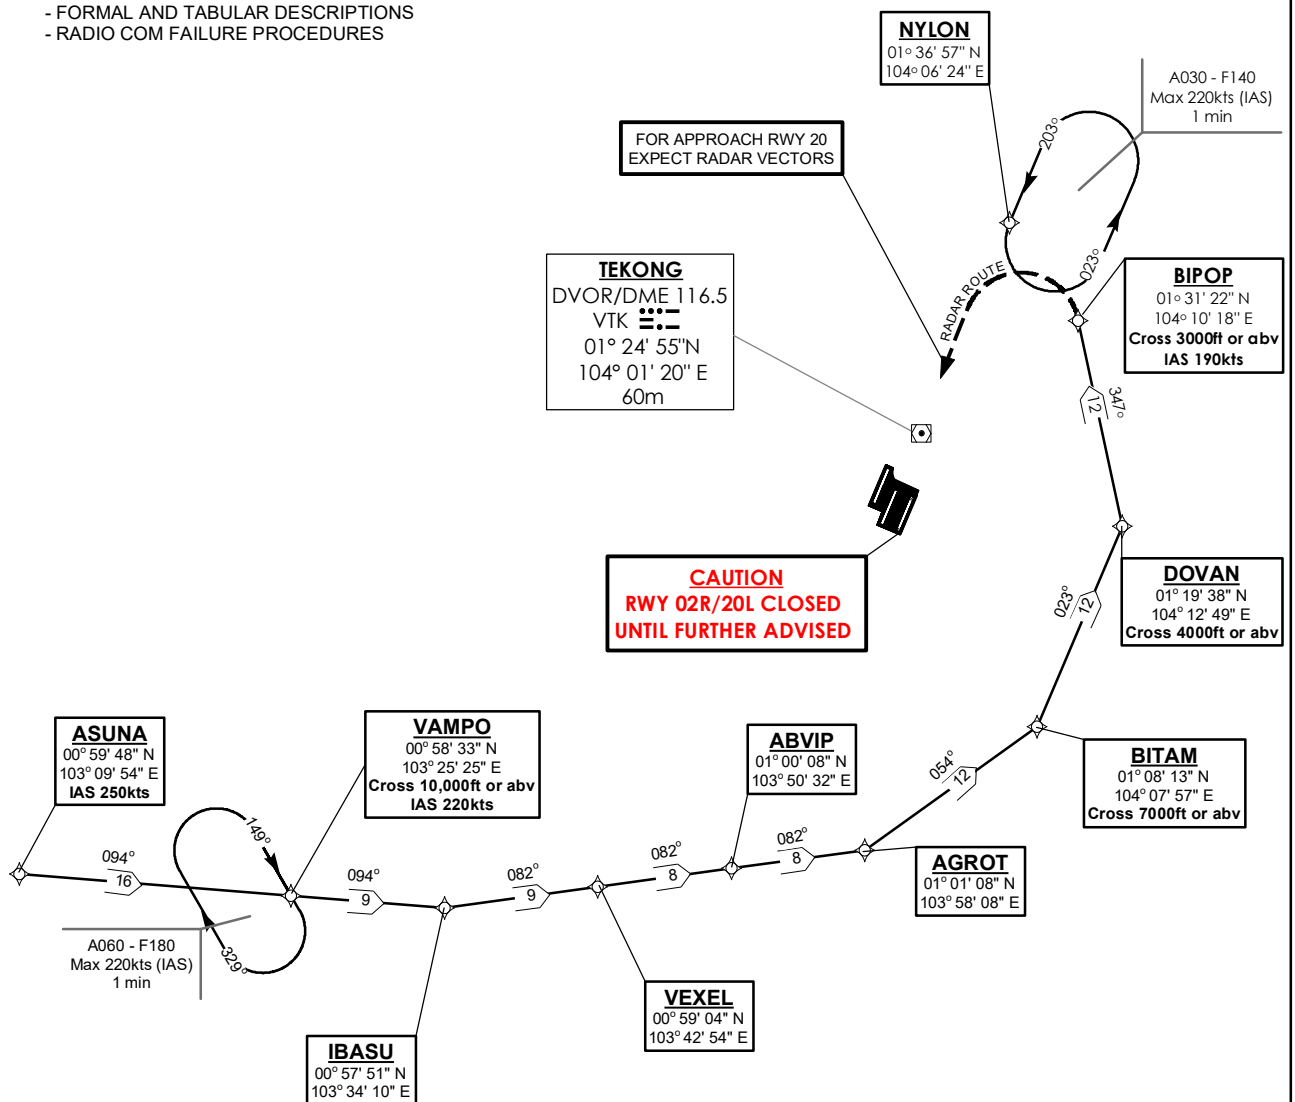 - FORMAL AND TABULAR DESCRIPTIONS
- RADIO COM FAILURE PROCEDURES
NYLON
01° 36' 57" N
104° 06' 24" E
A030 - F140
Max 220kts (IAS)
1 min
FOR APPROACH RWY 20
EXPECT RADAR VECTORS
203°
023°
RADAR ROUTE
TEKONG
DVOR/DME 116.5
VTK
01° 24' 55"N
104° 01' 20" E
60m
BIPOP
01° 31' 22" N
104° 10' 18" E
Cross 3000ft or abv
IAS 190kts
347°
12
CAUTION
RWY 02R/20L CLOSED
UNTIL FURTHER ADVISED
DOVAN
01° 19' 38" N
104° 12' 49" E
Cross 4000ft or abv
023°
12
ASUNA
00° 59' 48" N
103° 09' 54" E
IAS 250kts
VAMPO
00° 58' 33" N
103° 25' 25" E
Cross 10,000ft or abv
IAS 220kts
ABVIP
01° 00' 08" N
103° 50' 32" E
BITAM
01° 08' 13" N
104° 07' 57" E
Cross 7000ft or abv
054°
12
149°
329°
094°
16
094°
9
082°
9
082°
8
082°
8
AGROT
01° 01' 08" N
103° 58' 08" E
A060 - F180
Max 220kts (IAS)
1 min
VEXEL
00° 59' 04" N
103° 42' 54" E
IBASU
00° 57' 51" N
103° 34' 10" E